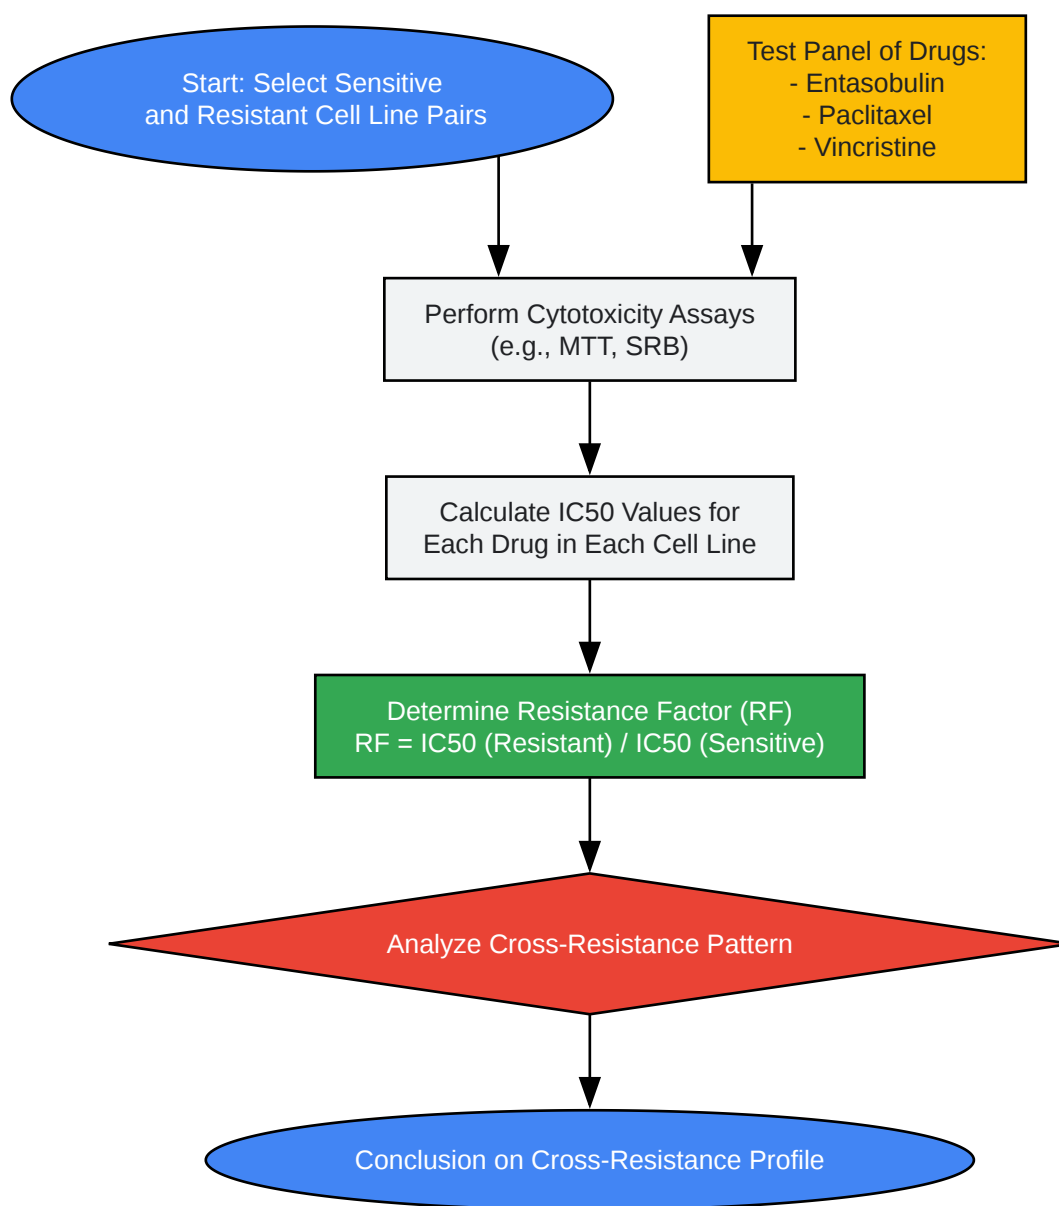 Start: Select Sensitive
and Resistant Cell Line Pairs
Test Panel of Drugs:
- Entasobulin
- Paclitaxel
- Vincristine
Perform Cytotoxicity Assays
(e.g., MTT, SRB)
Calculate IC50 Values for
Each Drug in Each Cell Line
Determine Resistance Factor (RF)
RF = IC50 (Resistant) / IC50 (Sensitive)
Analyze Cross-Resistance Pattern
Conclusion on Cross-Resistance Profile